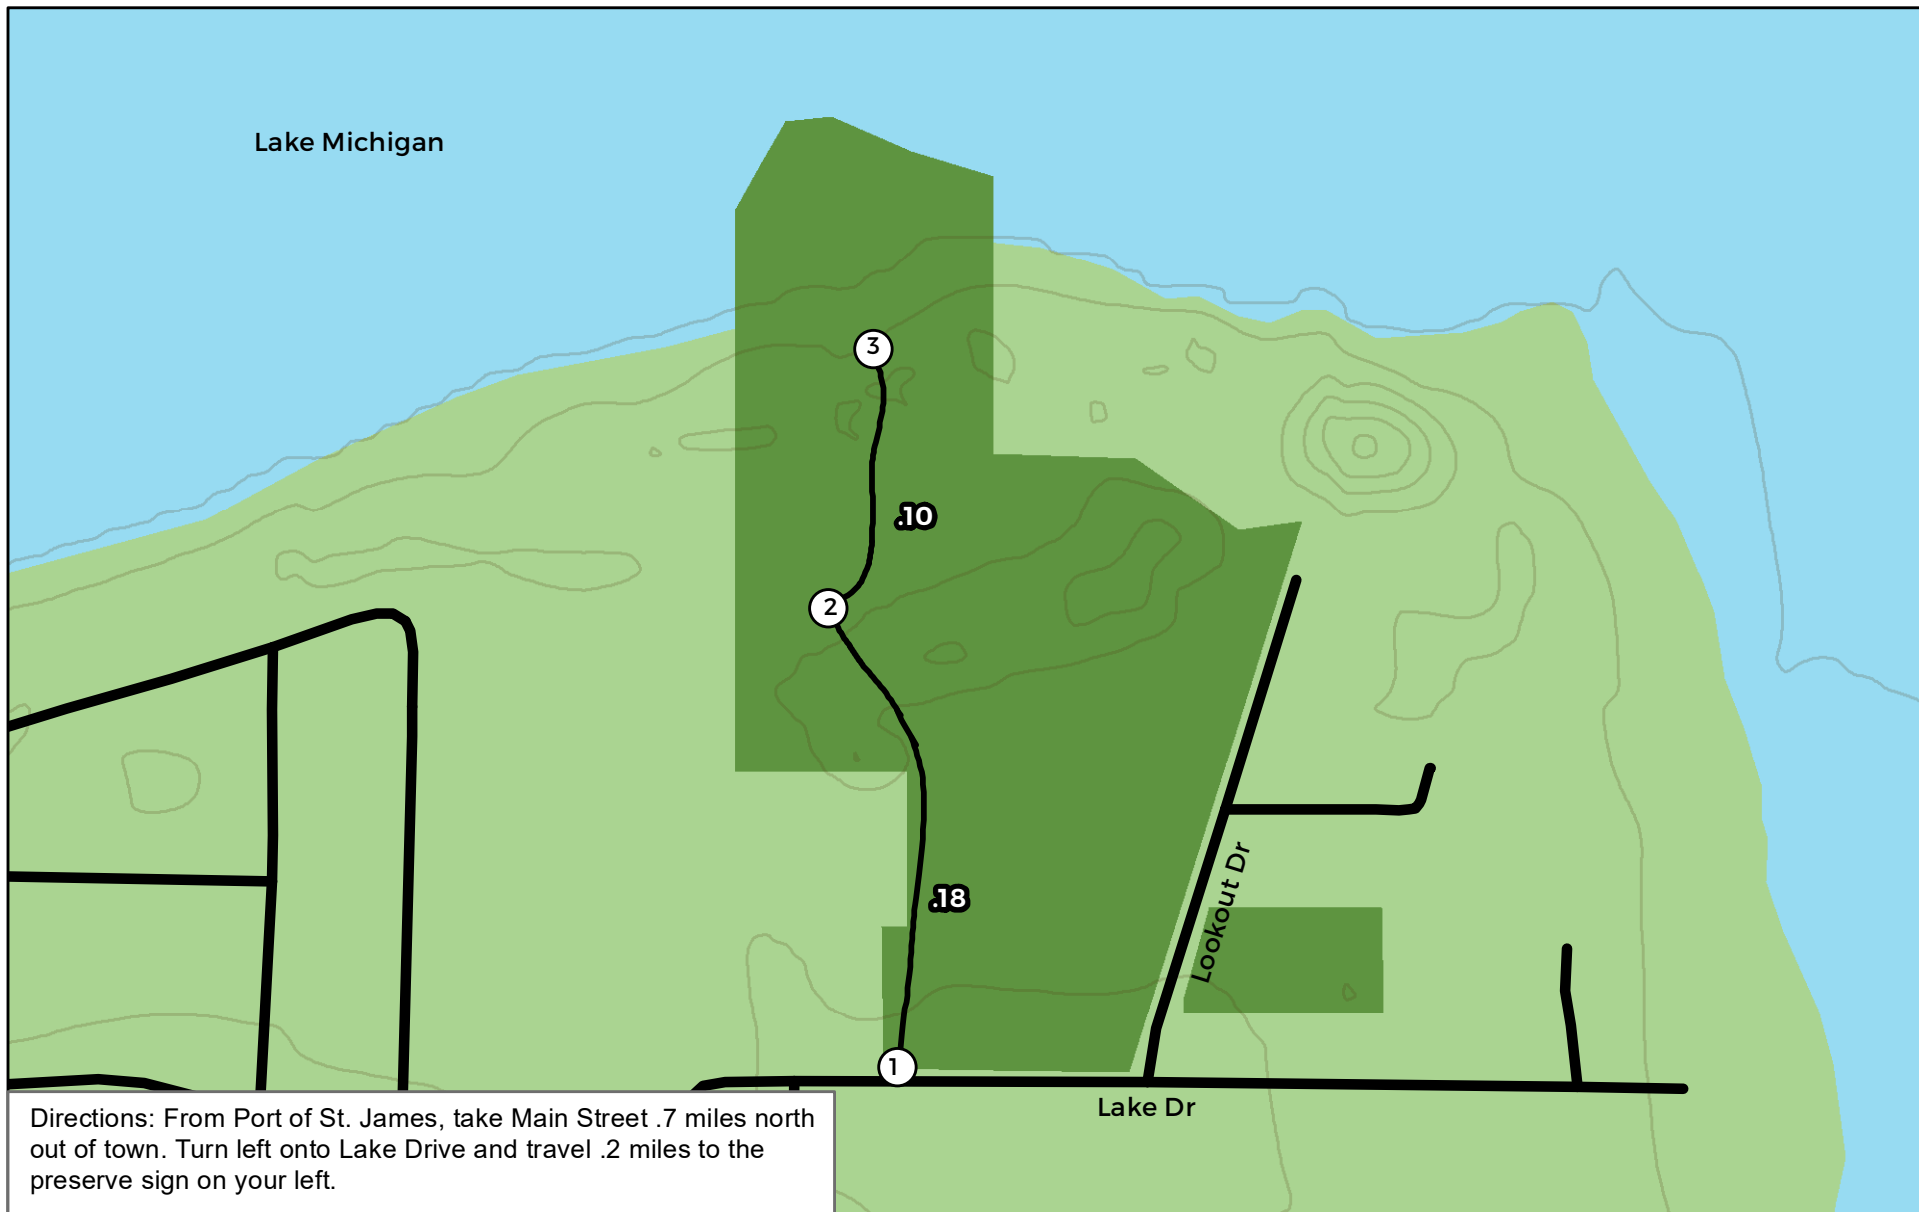 Lake Michigan
3
.10
2
.18
Lookout Dr
1
Lake Dr
Directions: From Port of St. James, take Main Street .7 miles north
out of town. Turn left onto Lake Drive and travel .2 miles to the
preserve sign on your left.